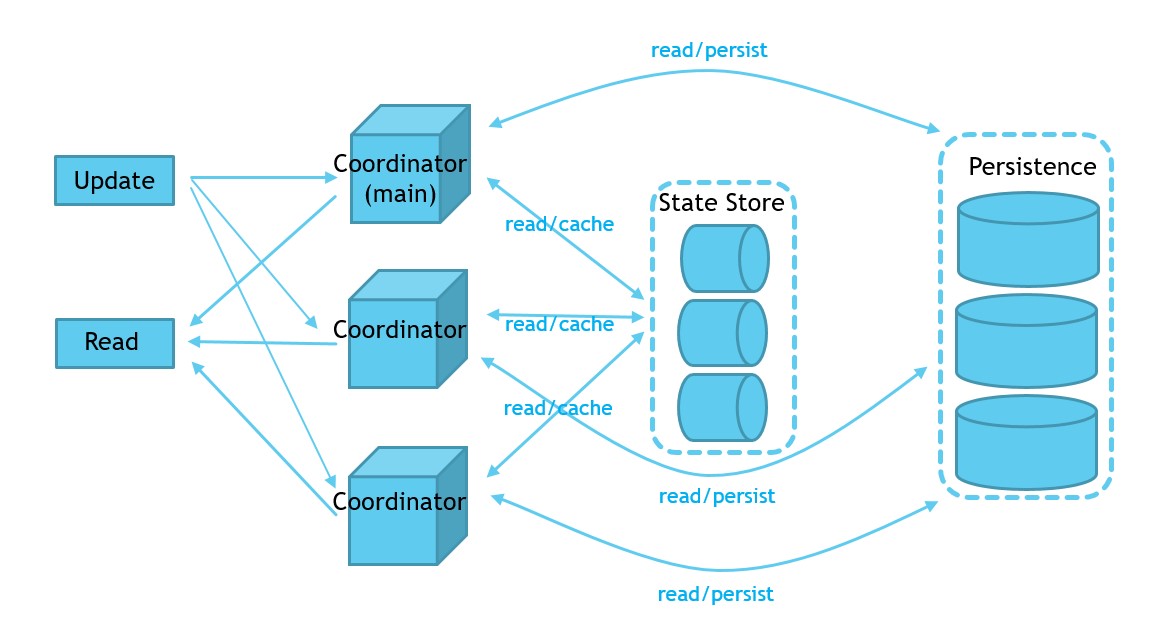 read/persist
Update
Coordinator
(main)
Persistence
State Store
read/cache
Read
Coordinator
read/cache
read/cache
Coordinator
read/persist
read/persist